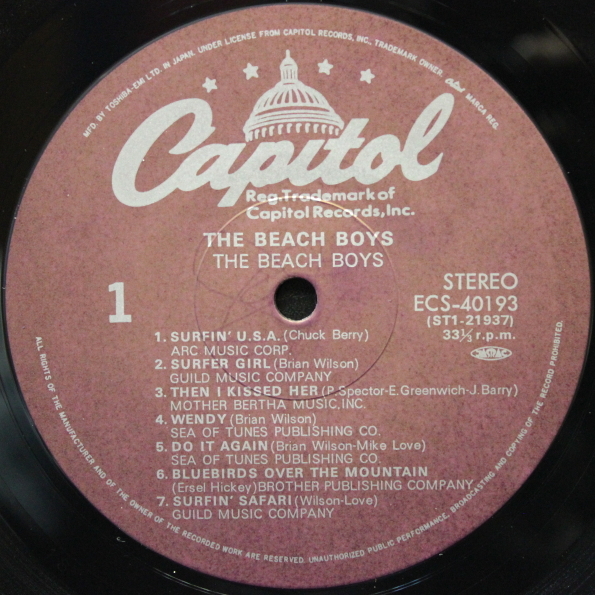 MFD. BY TOSHIBA-EMI LTD. IN JAPAN. UNDER LICENSE FROM CAPITOL RECORDS, INC., TRADEMARK OWNER. MARCA REG.
Capitol
Reg. Trademark of
Capitol Records, Inc.
THE BEACH BOYS
THE BEACH BOYS
1
STEREO
ECS-40193
(ST1-21937)
33⅓ r.p.m.
JASRAC
1. SURFIN' U.S.A. (Chuck Berry)
ARC MUSIC CORP.
2. SURFER GIRL (Brian Wilson)
GUILD MUSIC COMPANY
3. THEN I KISSED HER (P. Spector-E. Greenwich-J. Barry)
MOTHER BERTHA MUSIC, INC.
4. WENDY (Brian Wilson)
SEA OF TUNES PUBLISHING CO.
5. DO IT AGAIN (Brian Wilson-Mike Love)
SEA OF TUNES PUBLISHING CO.
6. BLUEBIRDS OVER THE MOUNTAIN
(Ersel Hickey) BROTHER PUBLISHING COMPANY
7. SURFIN' SAFARI (Wilson-Love)
GUILD MUSIC COMPANY
ALL RIGHTS OF THE MANUFACTURER AND OF THE OWNER OF THE RECORDED WORK ARE RESERVED. UNAUTHORIZED PUBLIC PERFORMANCE, BROADCASTING AND COPYING OF THE RECORD PROHIBITED.